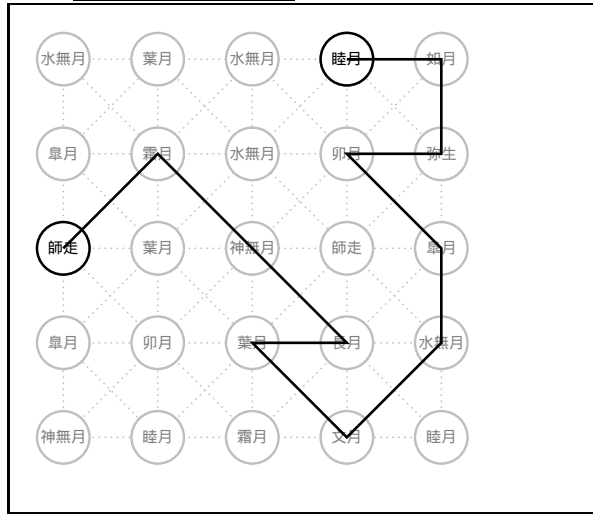 水無月 葉月 水無月 睦月 如月
皐月 霜月 水無月 卯月 弥生
師走 葉月 神無月 師走 皐月
皐月 卯月 葉月 長月 水無月
神無月 睦月 霜月 文月 睦月